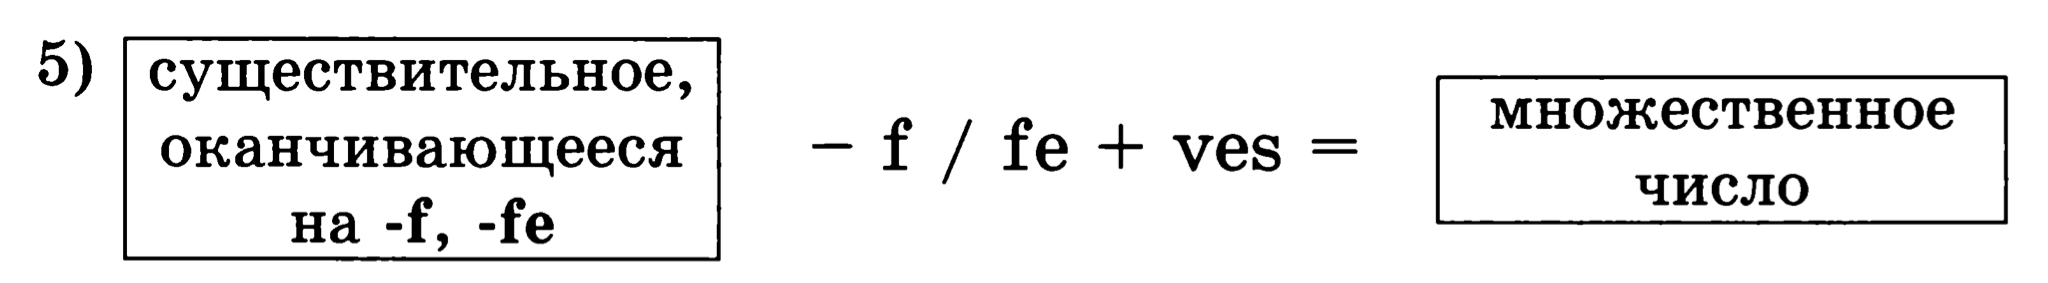 5)
существительное,
оканчивающееся
на -f, -fe
– f / fe + ves =
множественное
число